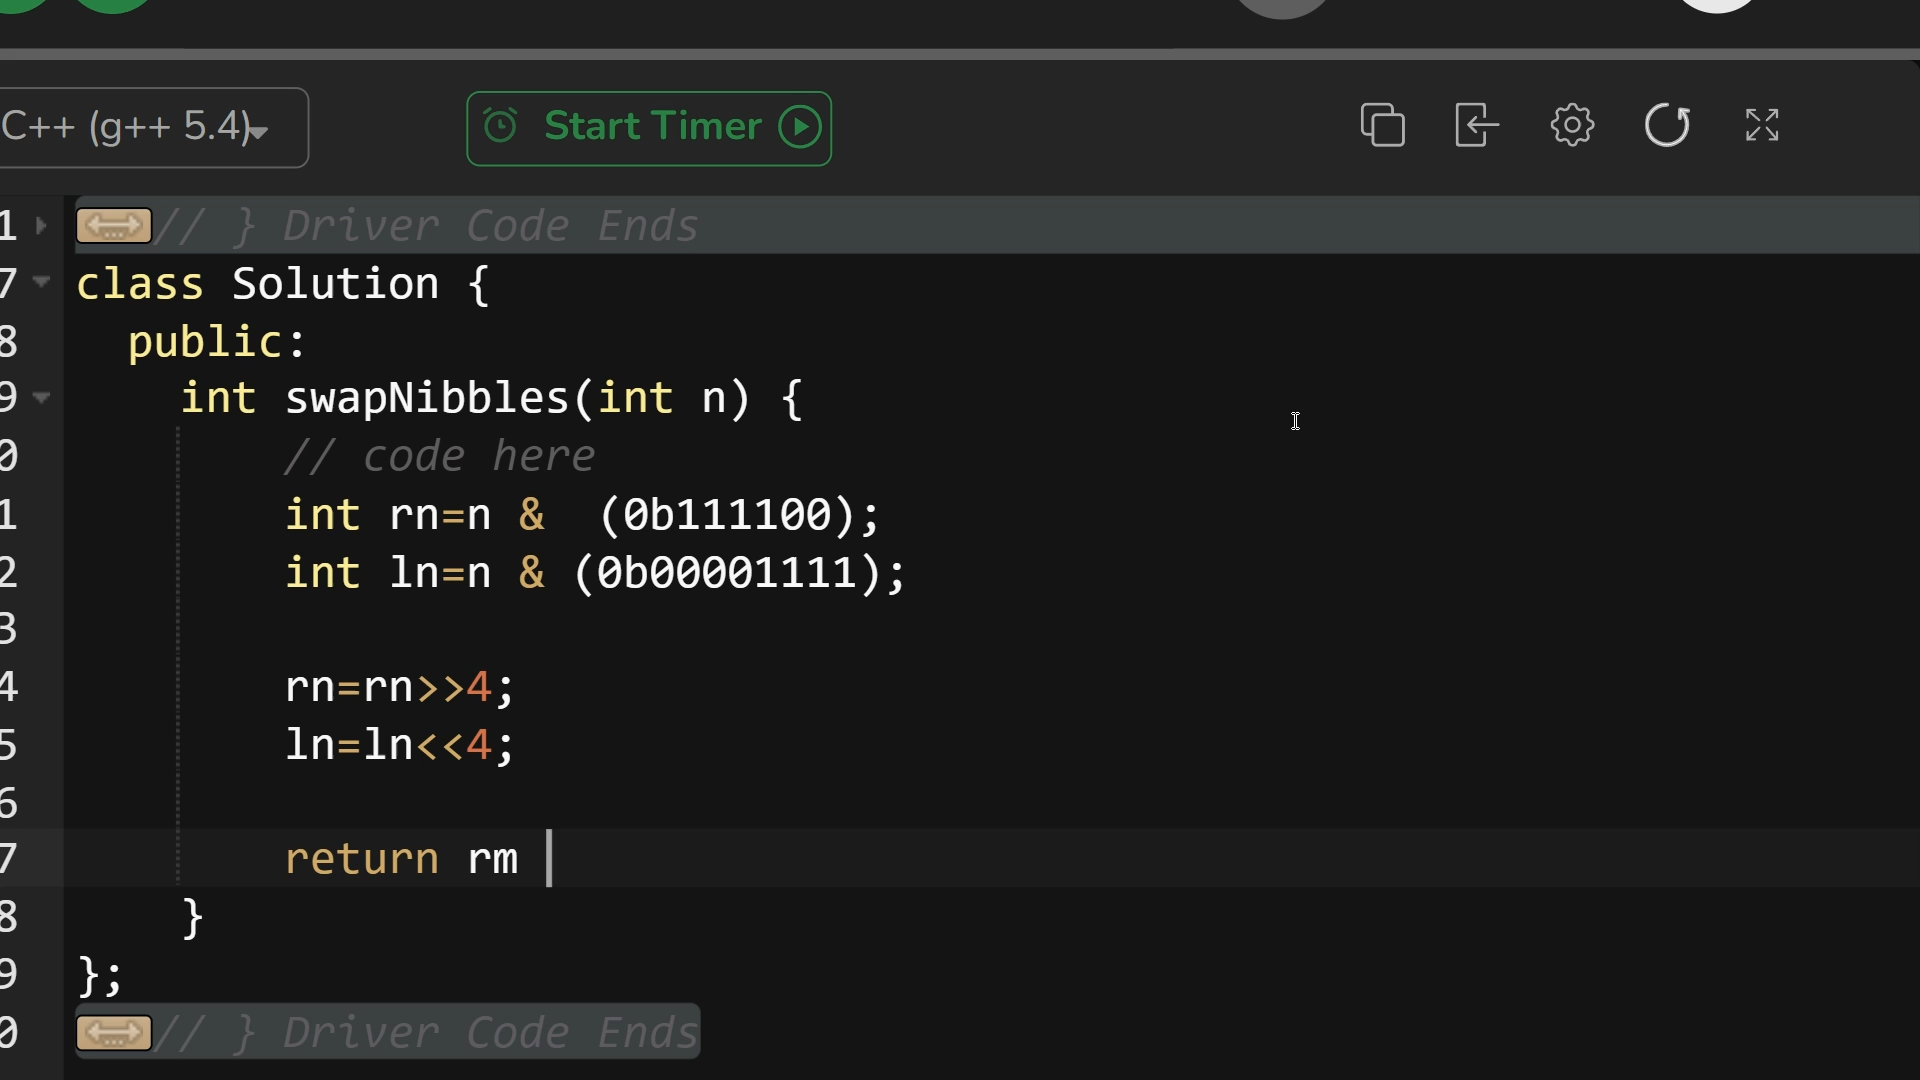 C++ (g++ 5.4)
Start Timer
1 // } Driver Code Ends
7 class Solution {
8 public:
9 int swapNibbles(int n) {
0 // code here
1 int rn=n &  (0b111100);
2 int ln=n & (0b00001111);
3
4 rn=rn>>4;
5 ln=ln<<4;
6
7 return rm
8 }
9 };
0 // } Driver Code Ends